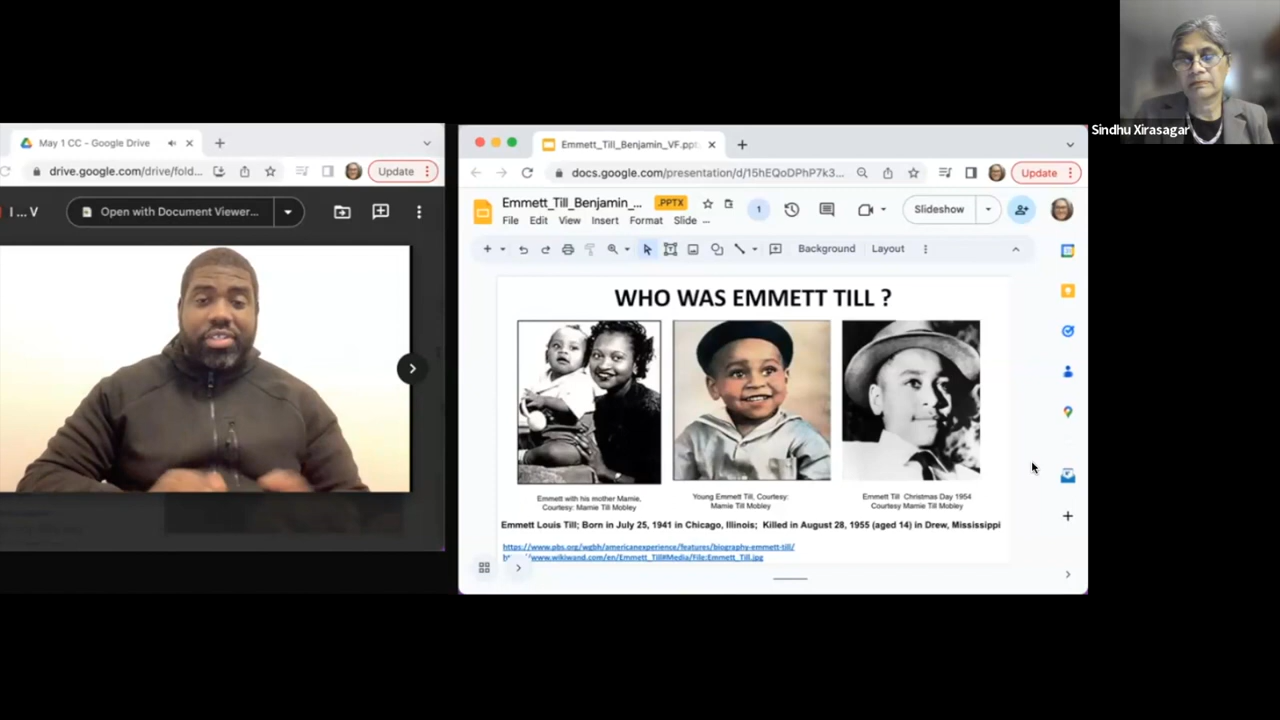 Sindhu Xirasagar
May 1 CC - Google Drive
drive.google.com/drive/fold...
Update
I ... V
Open with Document Viewer...
Emmett_Till_Benjamin_VF.ppt
docs.google.com/presentation/d/15hEQoDPhP7k3...
Update
Emmett_Till_Benjamin_...
.PPTX
1
Slideshow
File Edit View Insert Format Slide ...
Background Layout
WHO WAS EMMETT TILL ?
Emmett with his mother Mamie,
Courtesy: Mamie Till Mobley
Young Emmett Till, Courtesy:
Mamie Till Mobley
Emmett Till Christmas Day 1954
Courtesy Mamie Till Mobley
Emmett Louis Till; Born in July 25, 1941 in Chicago, Illinois; Killed in August 28, 1955 (aged 14) in Drew, Mississippi
https://www.pbs.org/wgbh/americanexperience/features/biography-emmett-till/
www.wikiwand.com/en/Emmett_Till#Media/File:Emmett_Till.jpg